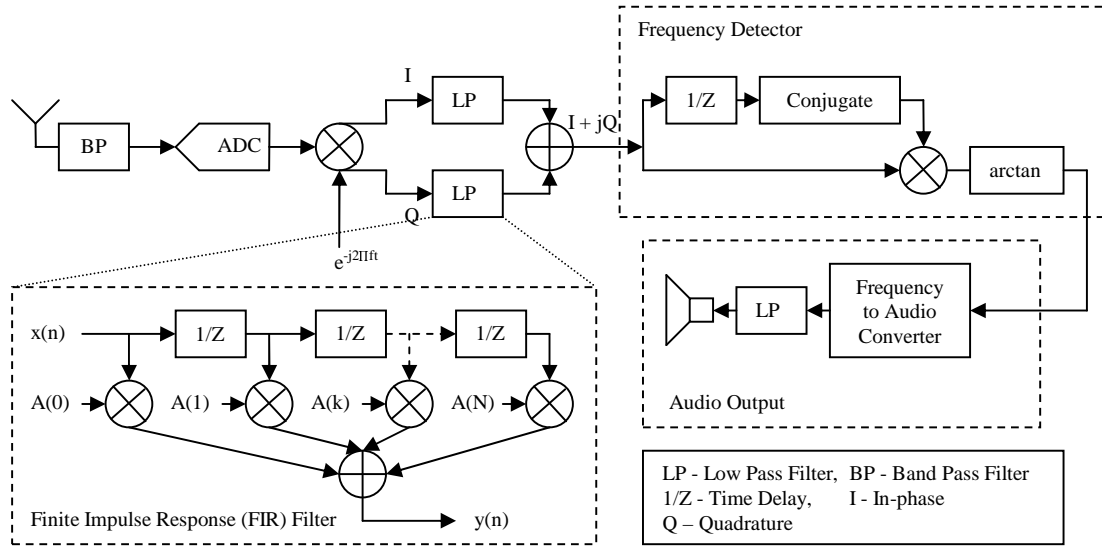 Frequency Detector
I
LP
1/Z
Conjugate
I + jQ
BP
ADC
arctan
LP
Q
e-j2Πft
Frequency
to Audio
Converter
LP
x(n)
1/Z
1/Z
1/Z
A(0)
A(1)
A(k)
A(N)
Audio Output
LP - Low Pass Filter, BP - Band Pass Filter
1/Z - Time Delay, I - In-phase
Q – Quadrature
Finite Impulse Response (FIR) Filter
y(n)